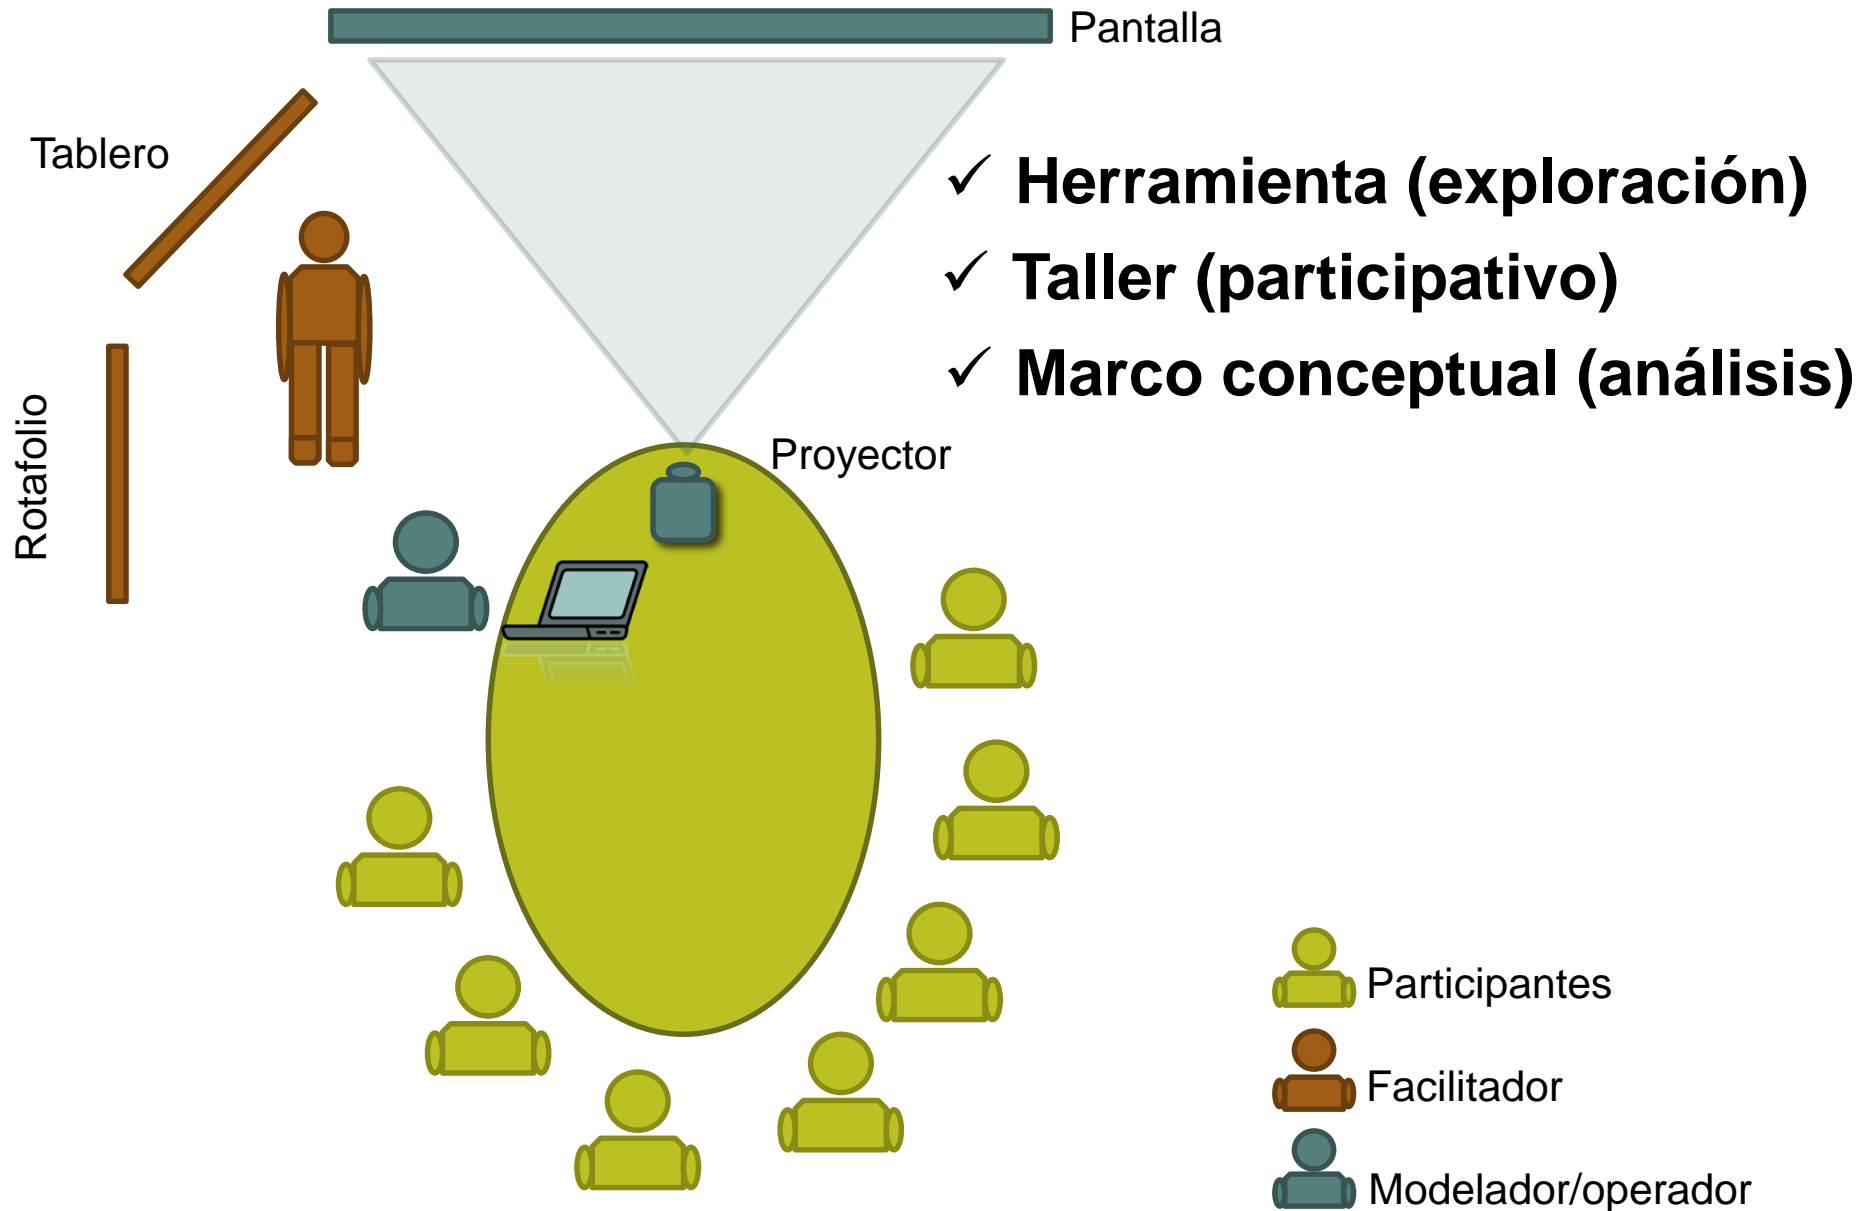 Pantalla
Tablero
✓ Herramienta (exploración)
✓ Taller (participativo)
✓ Marco conceptual (análisis)
Rotafolio
Proyector
Participantes
Facilitador
Modelador/operador